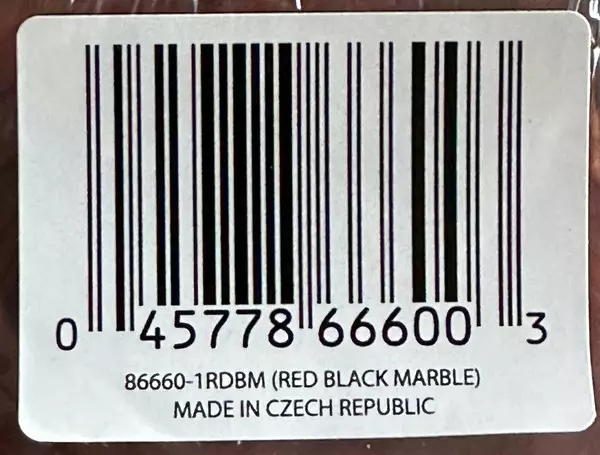 0 45778 66600 3
86660-1RDBM (RED BLACK MARBLE)
MADE IN CZECH REPUBLIC